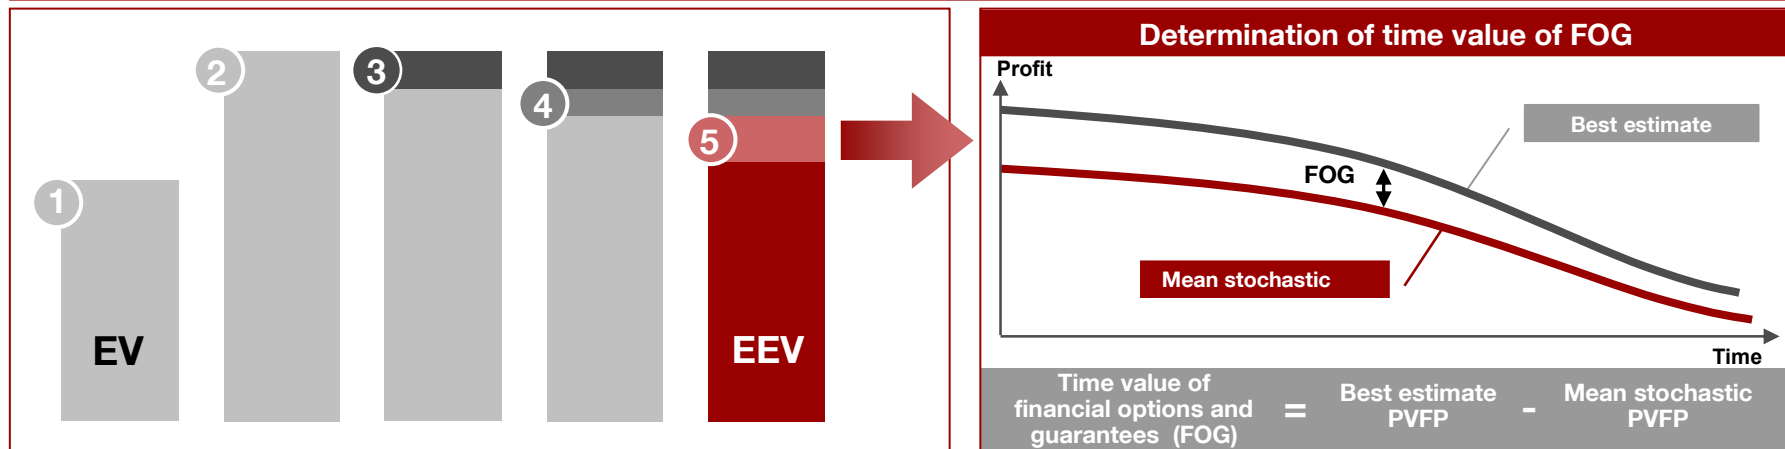 1
2
3
4
5
EV
EEV
Determination of time value of FOG
Profit
Best estimate
FOG
Mean stochastic
Time
Time value of
financial options and
guarantees (FOG)
=
Best estimate
PVFP
-
Mean stochastic
PVFP